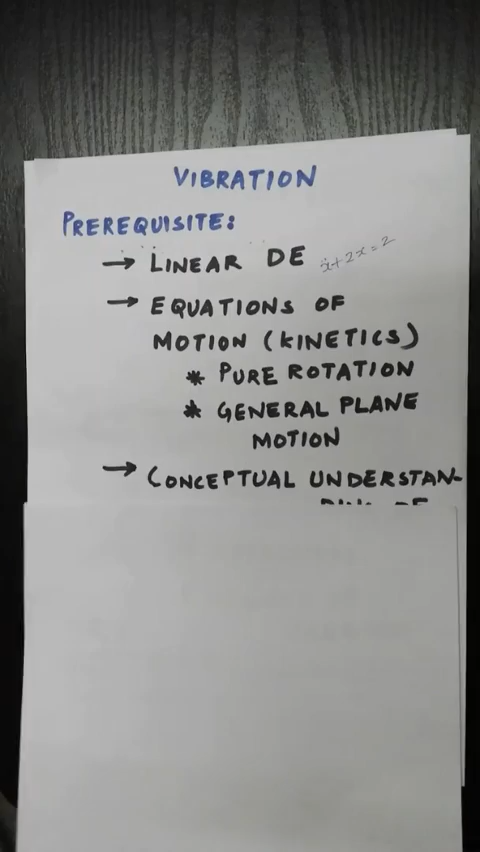 VIBRATION
PREREQUISITE:
→ LINEAR DE ẍ+2x=2
→ EQUATIONS OF
MOTION (KINETICS)
* PURE ROTATION
* GENERAL PLANE
MOTION
→ CONCEPTUAL UNDERSTAN-